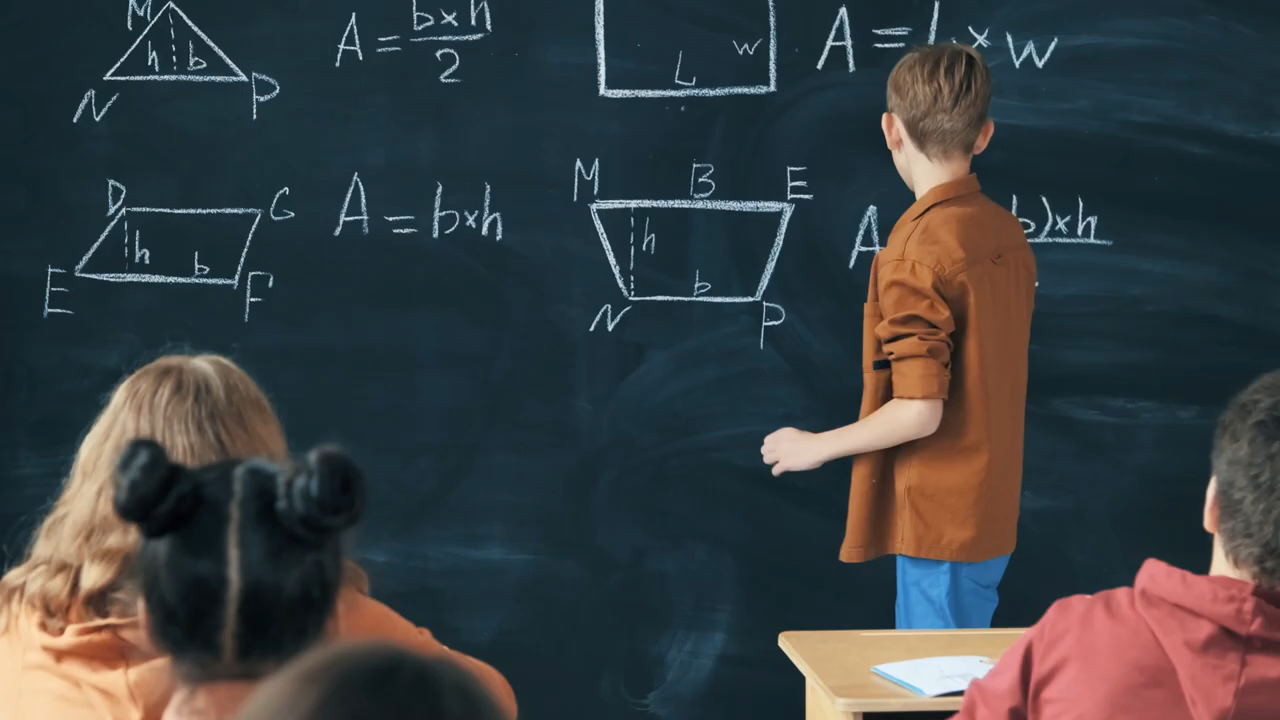 M
h b
N P
A = b×h
2
L w
A = l × w
D G
h
b
E F
A = b×h
M B E
h
b
N P
A b)×h